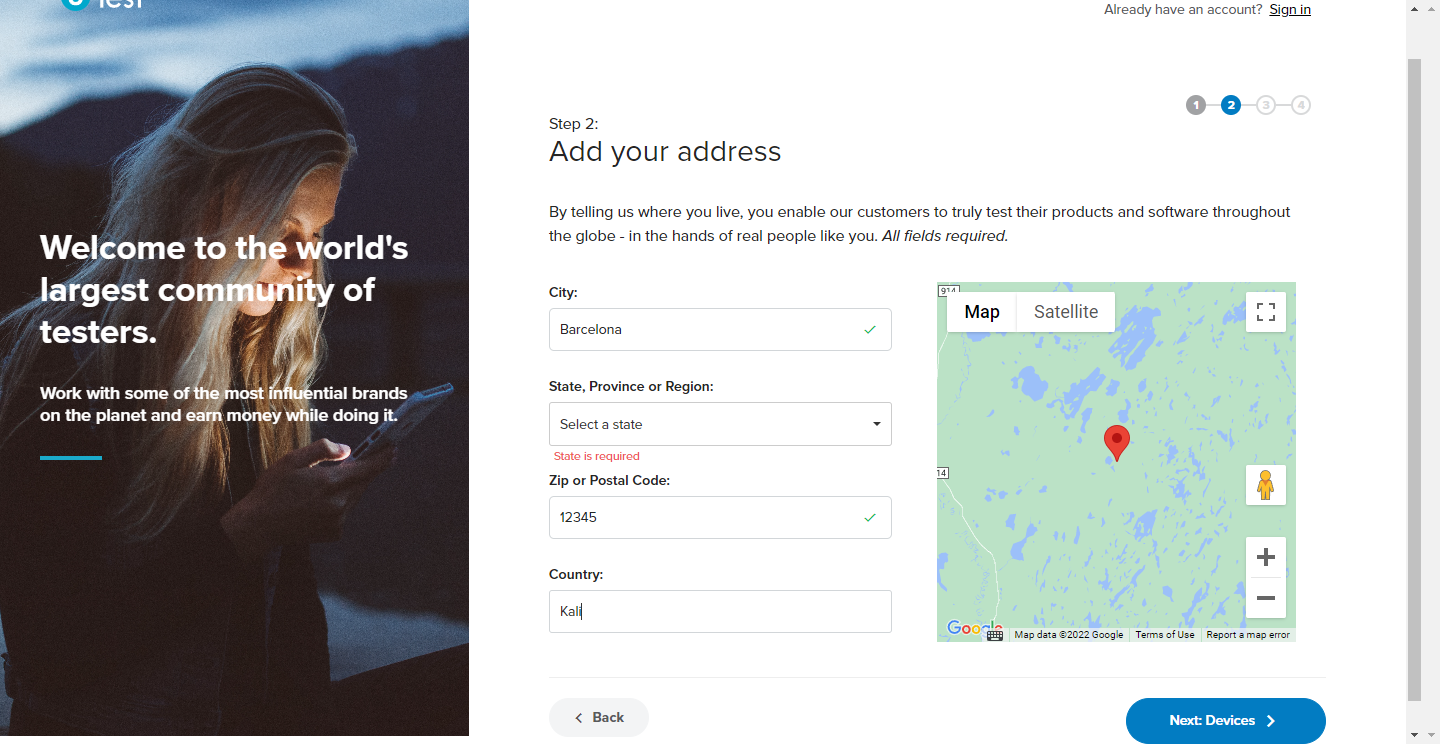 Test
Already have an account? Sign in
1 2 3 4
Step 2:
Add your address
By telling us where you live, you enable our customers to truly test their products and software throughout
the globe - in the hands of real people like you. All fields required.
Welcome to the world's
largest community of
testers.
Work with some of the most influential brands
on the planet and earn money while doing it.
City:
Barcelona
State, Province or Region:
Select a state
State is required
Zip or Postal Code:
12345
Country:
Kali
914
Map Satellite
14
Google
Map data ©2022 Google Terms of Use Report a map error
Back
Next: Devices